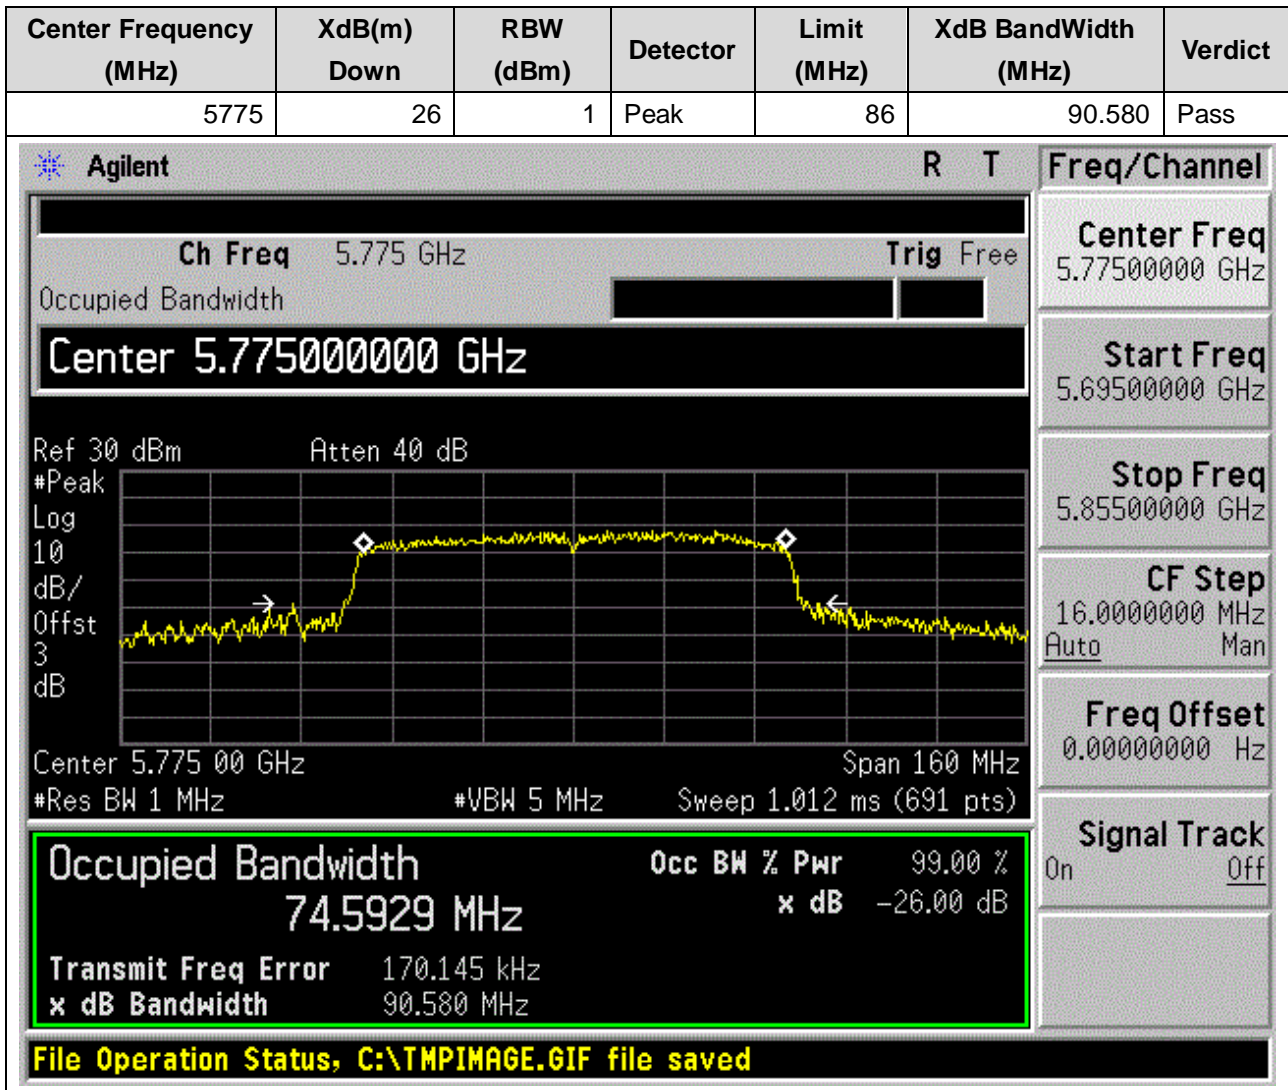 Center Frequency (MHz) XdB(m) Down RBW (dBm) Detector Limit (MHz) XdB BandWidth (MHz) Verdict
5775 26 1 Peak 86 90.580 Pass
Agilent R T
Ch Freq 5.775 GHz Trig Free
Occupied Bandwidth
Center 5.775000000 GHz
Ref 30 dBm Atten 40 dB
#Peak
Log
10
dB/
Offst
3
dB
Center 5.775 00 GHz Span 160 MHz
#Res BW 1 MHz #VBW 5 MHz Sweep 1.012 ms (691 pts)
Occupied Bandwidth
74.5929 MHz
Occ BW % Pwr 99.00 %
x dB -26.00 dB
Transmit Freq Error 170.145 kHz
x dB Bandwidth 90.580 MHz
File Operation Status, C:\TMPIMAGE.GIF file saved
Freq/Channel
Center Freq
5.77500000 GHz
Start Freq
5.69500000 GHz
Stop Freq
5.85500000 GHz
CF Step
16.0000000 MHz
Auto Man
Freq Offset
0.00000000 Hz
Signal Track
On Off